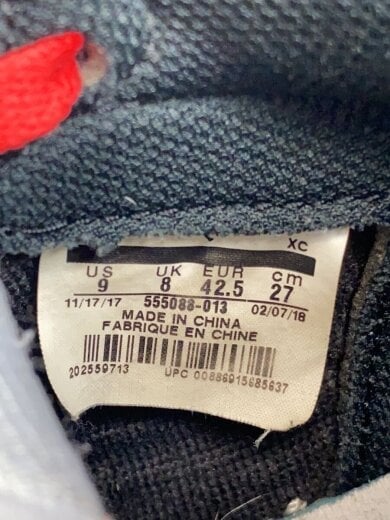 XC
US UK EUR cm
9 8 42.5 27
11/17/17 555088-013 02/07/18
MADE IN CHINA
FABRIQUE EN CHINE
202559713 UPC 00886915685637